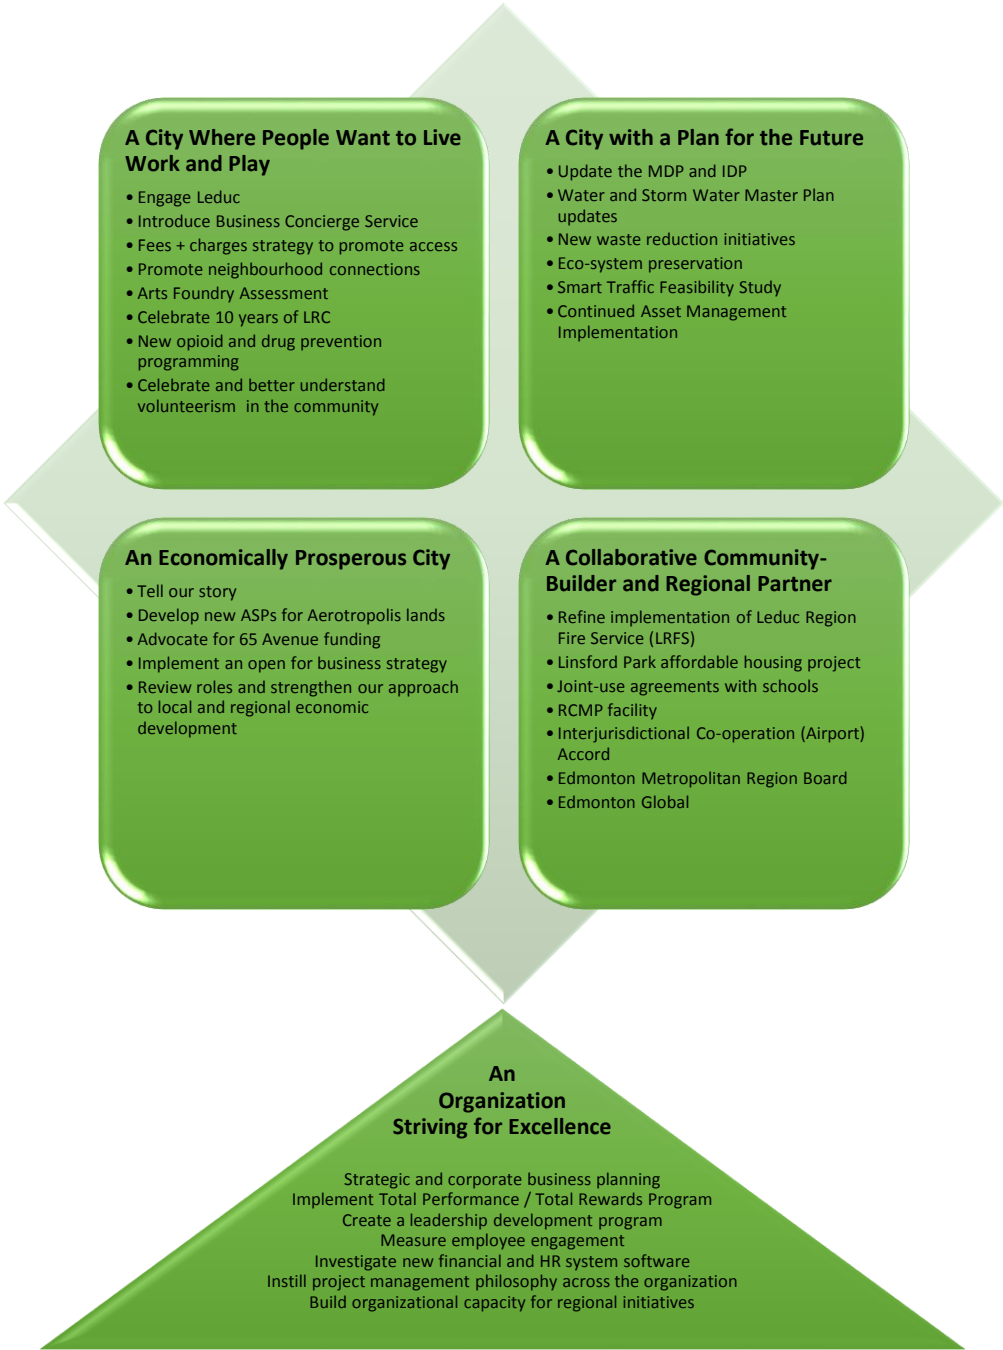 A City Where People Want to Live
Work and Play
• Engage Leduc
• Introduce Business Concierge Service
• Fees + charges strategy to promote access
• Promote neighbourhood connections
• Arts Foundry Assessment
• Celebrate 10 years of LRC
• New opioid and drug prevention
programming
• Celebrate and better understand
volunteerism in the community
A City with a Plan for the Future
• Update the MDP and IDP
• Water and Storm Water Master Plan
updates
• New waste reduction initiatives
• Eco-system preservation
• Smart Traffic Feasibility Study
• Continued Asset Management
Implementation
An Economically Prosperous City
• Tell our story
• Develop new ASPs for Aerotropolis lands
• Advocate for 65 Avenue funding
• Implement an open for business strategy
• Review roles and strengthen our approach
to local and regional economic
development
A Collaborative Community-
Builder and Regional Partner
• Refine implementation of Leduc Region
Fire Service (LRFS)
• Linsford Park affordable housing project
• Joint-use agreements with schools
• RCMP facility
• Interjurisdictional Co-operation (Airport)
Accord
• Edmonton Metropolitan Region Board
• Edmonton Global
An
Organization
Striving for Excellence
Strategic and corporate business planning
Implement Total Performance / Total Rewards Program
Create a leadership development program
Measure employee engagement
Investigate new financial and HR system software
Instill project management philosophy across the organization
Build organizational capacity for regional initiatives